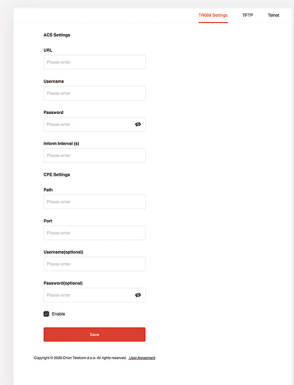 TR069 Settings TFTP Telnet
ACS Settings
URL
Please enter
Username
Please enter
Password
Please enter
Inform Interval (s)
Please enter
CPE Settings
Path
Please enter
Port
Please enter
Username(optional)
Please enter
Password(optional)
Please enter
Enable
Save
Copyright © 2020 Orion Telekom d.o.o. All rights reserved. User Agreement